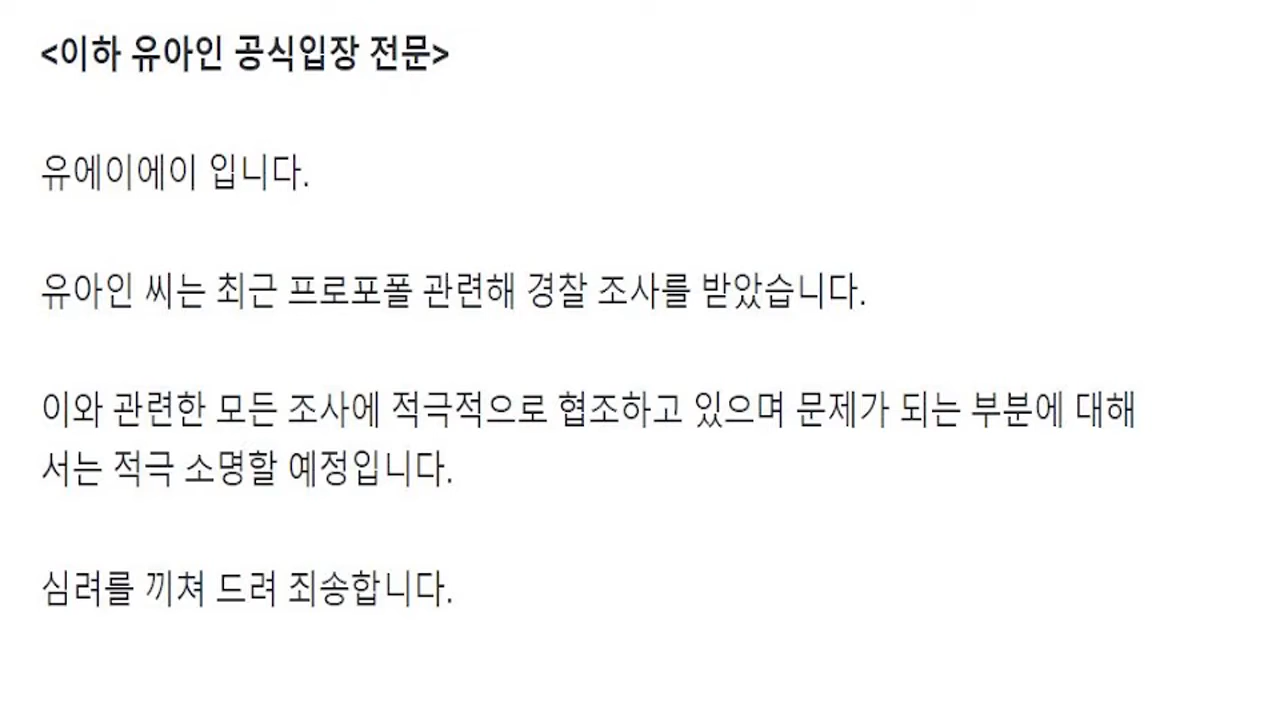 <이하 유아인 공식입장 전문>
유에이에이 입니다.
유아인 씨는 최근 프로포폴 관련해 경찰 조사를 받았습니다.
이와 관련한 모든 조사에 적극적으로 협조하고 있으며 문제가 되는 부분에 대해
서는 적극 소명할 예정입니다.
심려를 끼쳐 드려 죄송합니다.